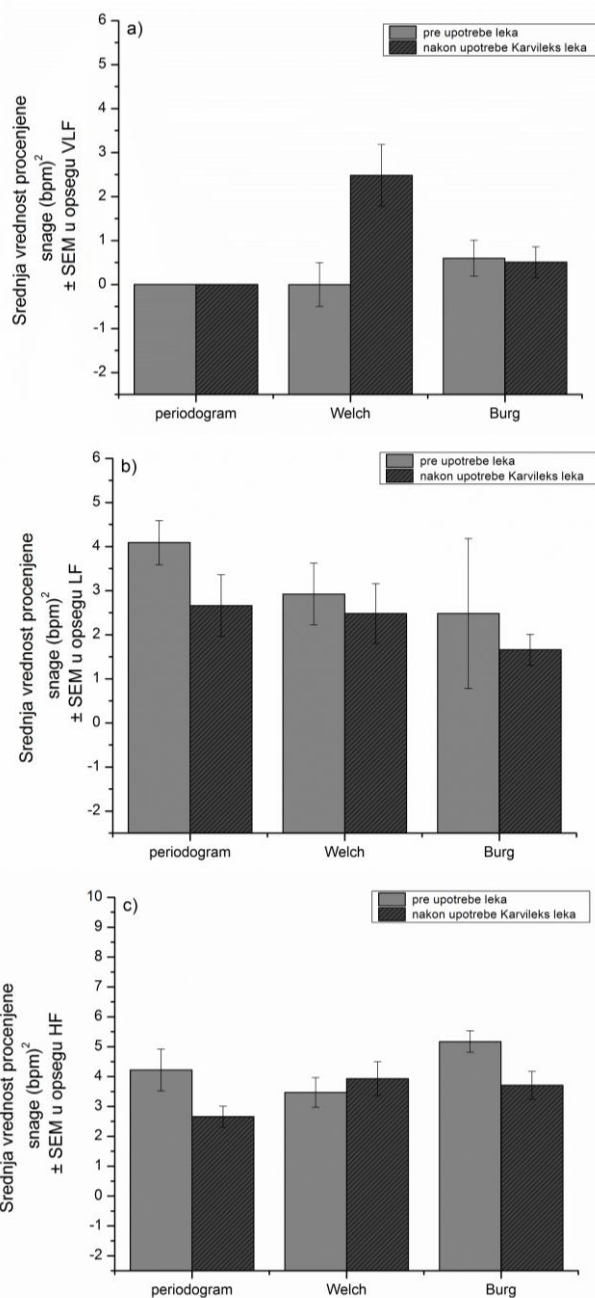 a)
pre upotrebe leka
nakon upotrebe Karvileks leka
Srednja vrednost procenjene
snage (bpm)²
± SEM u opsegu VLF
6
5
4
3
2
1
0
-1
-2
periodogram Welch Burg
b)
pre upotrebe leka
nakon upotrebe Karvileks leka
Srednja vrednost procenjene
snage (bpm)²
± SEM u opsegu LF
6
5
4
3
2
1
0
-1
-2
periodogram Welch Burg
c)
pre upotrebe leka
nakon upotrebe Karvileks leka
Srednja vrednost procenjene
snage (bpm)²
± SEM u opsegu HF
10
9
8
7
6
5
4
3
2
1
0
-1
-2
periodogram Welch Burg